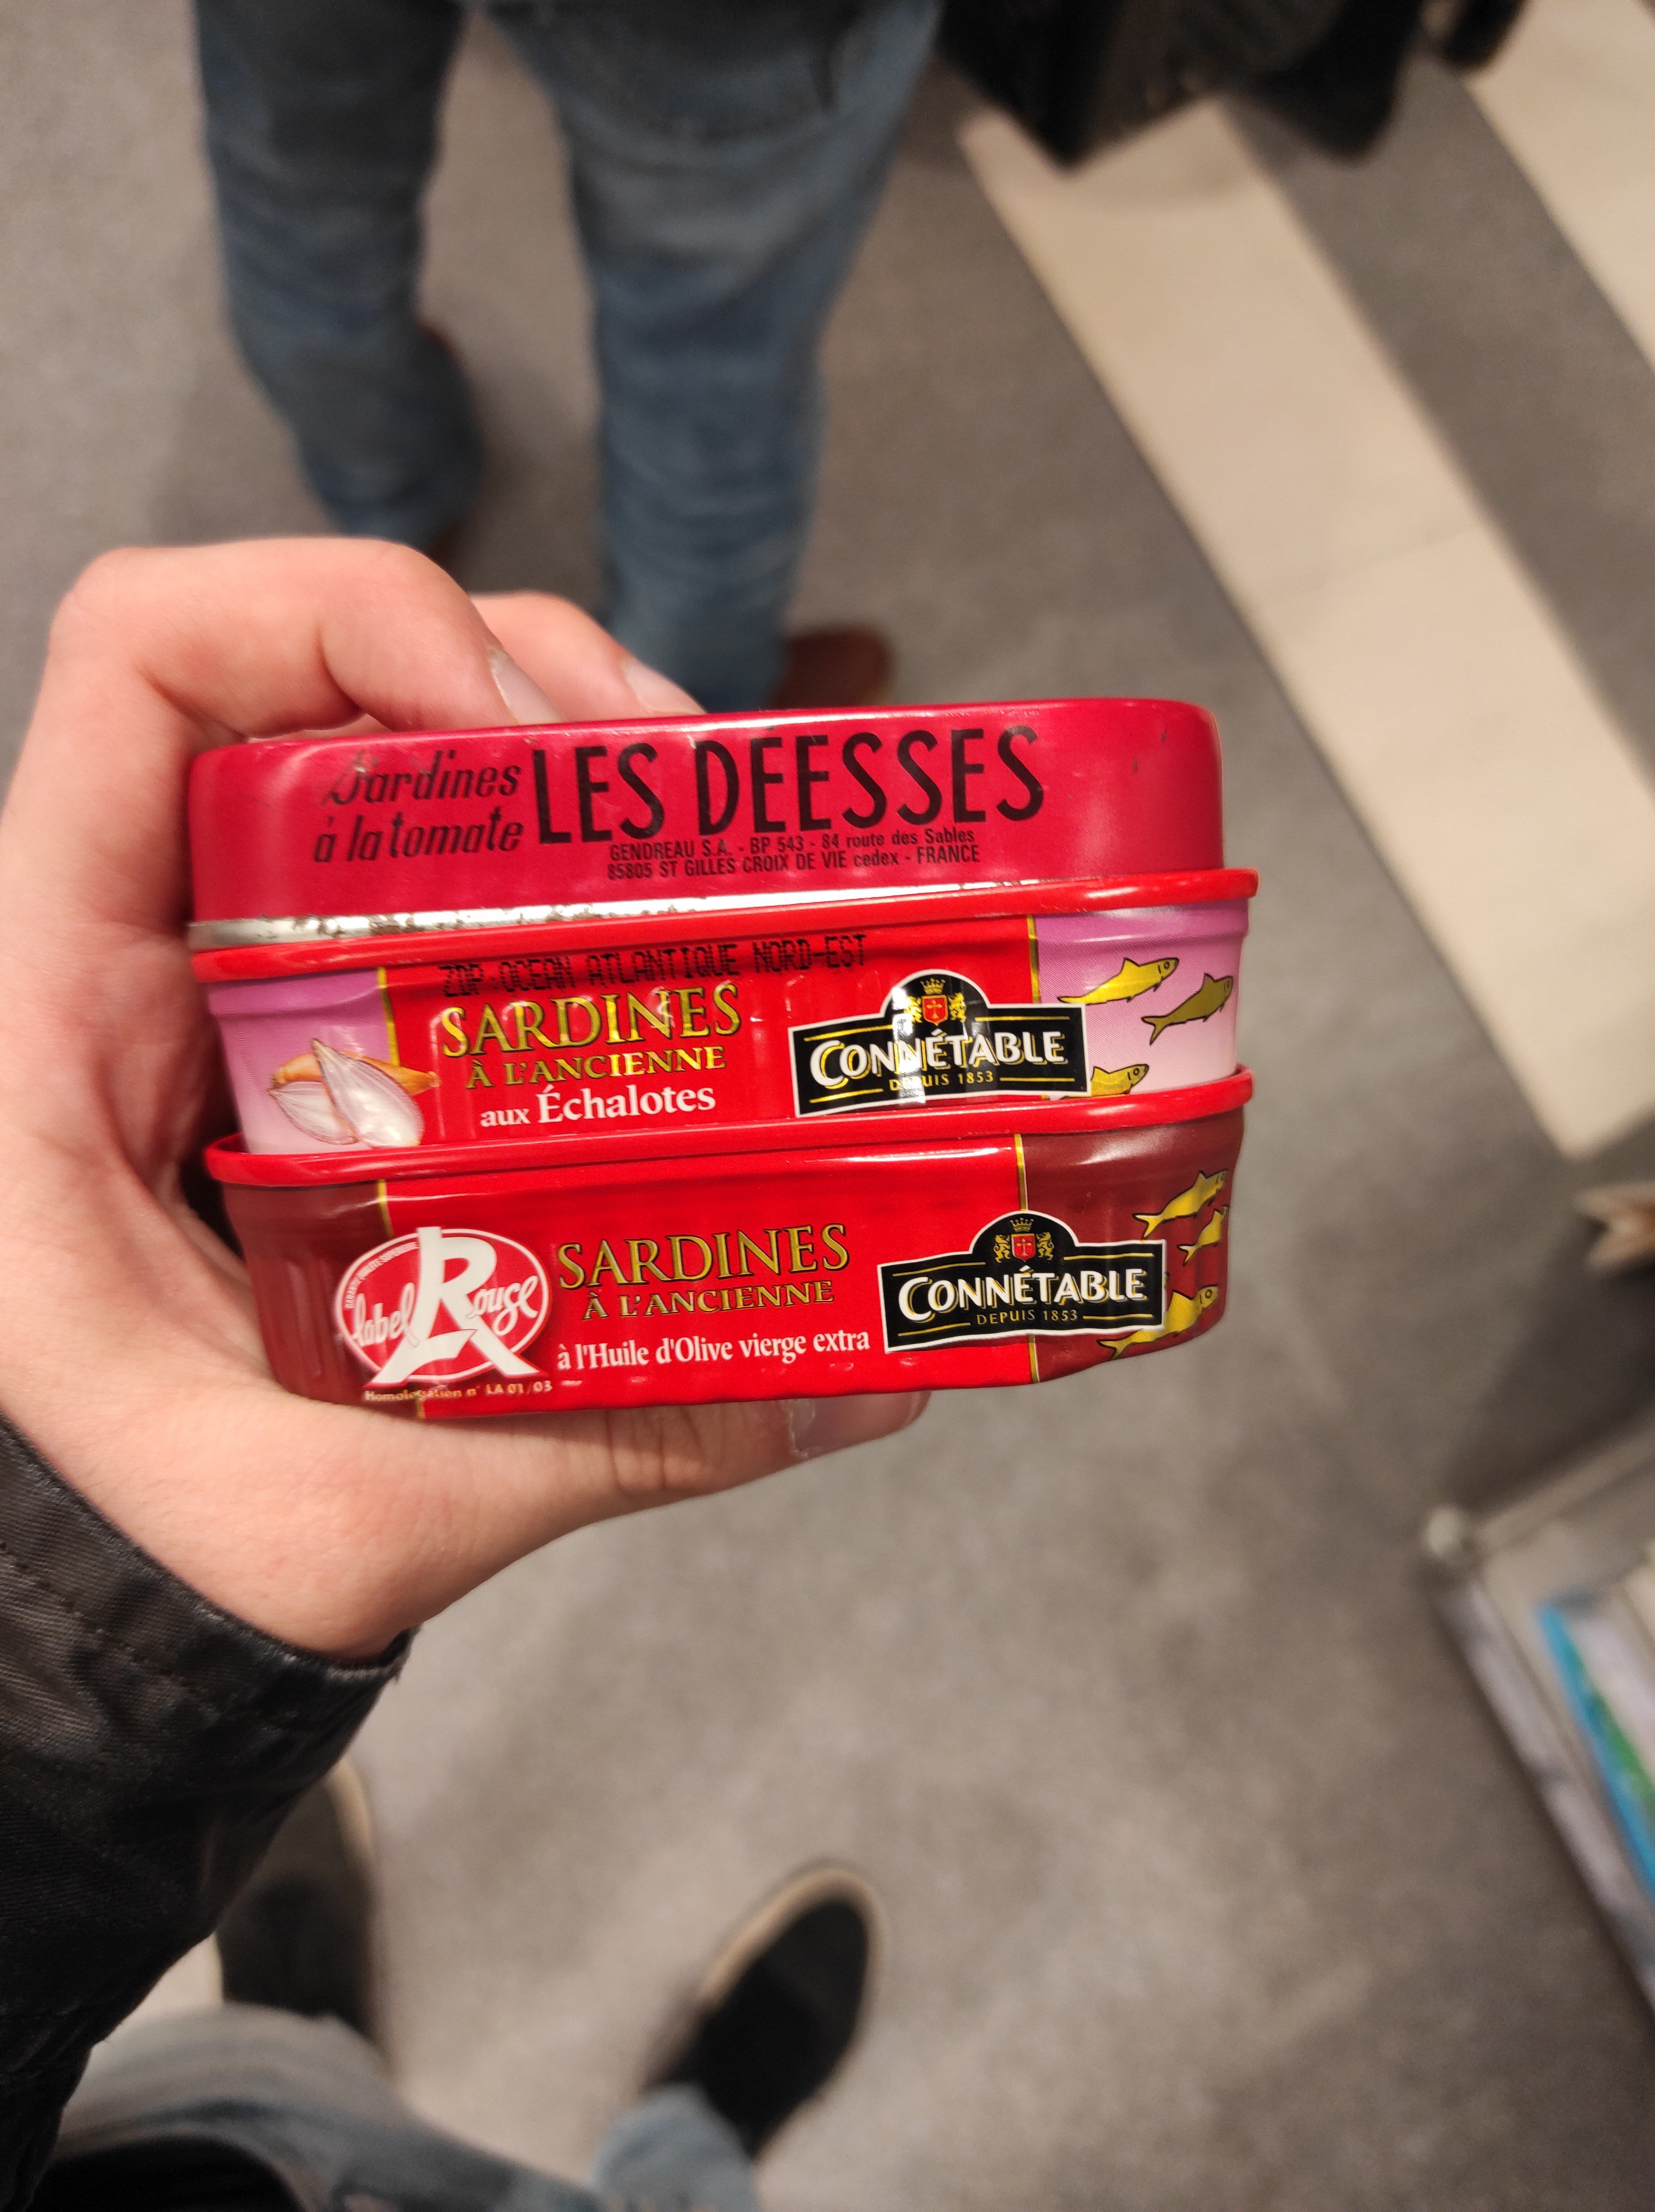 Sardines
à la tomate
LES DÉESSES
GENDREAU S.A. - BP 543 - 84 route des Sables
85805 ST GILLES CROIX DE VIE cedex - FRANCE
ZDP:OCEAN ATLANTIQUE NORD-EST
SARDINES
À L'ANCIENNE
aux Échalotes
CONNÉTABLE
DEPUIS 1853
label Rouge
Homologation n° LA 01/03
SARDINES
À L'ANCIENNE
à l'Huile d'Olive vierge extra
CONNÉTABLE
DEPUIS 1853